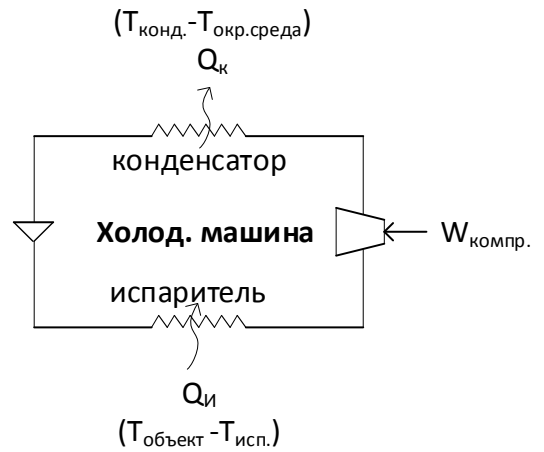 (Tконд.-Tокр.среда)
Qк
конденсатор
Холод. машина
Wкомпр.
испаритель
QИ
(Tобъект -Tисп.)